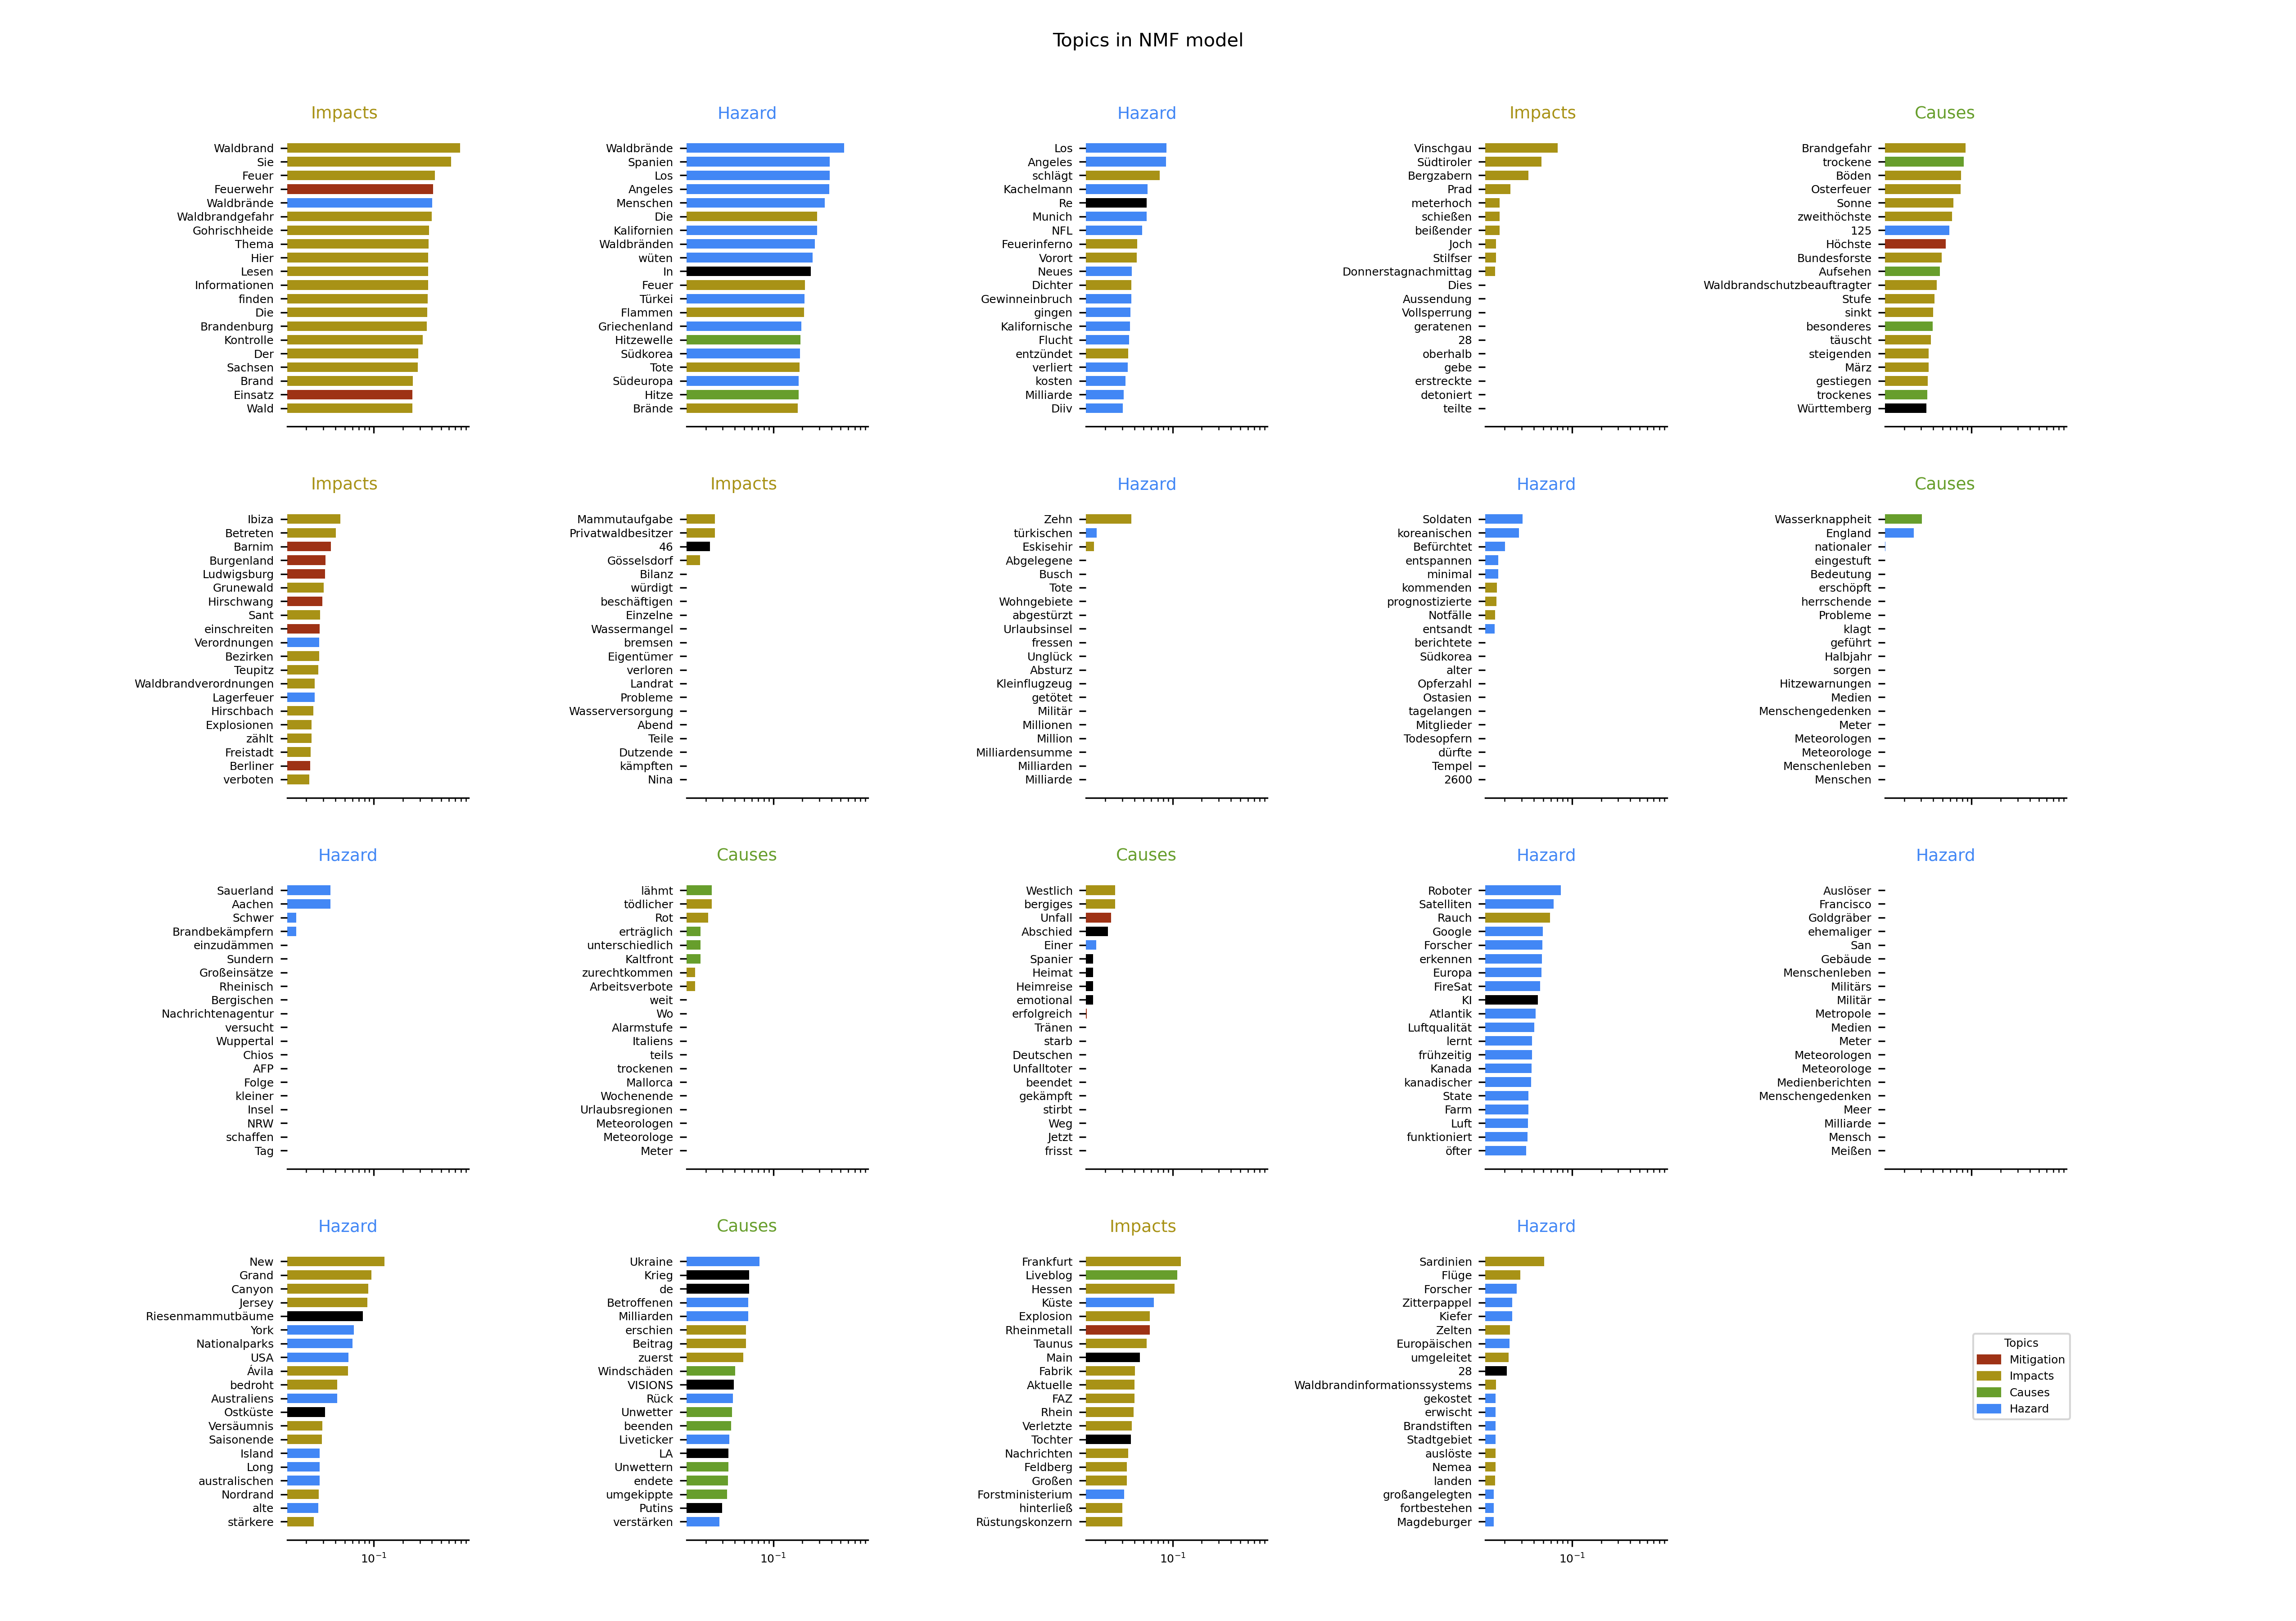 Topics in NMF model
Impacts
Waldbrand
Sie
Feuer
Feuerwehr
Waldbrände
Waldbrandgefahr
Gohrischheide
Thema
Hier
Lesen
Informationen
finden
Die
Brandenburg
Kontrolle
Der
Sachsen
Brand
Einsatz
Wald
Hazard
Waldbrände
Spanien
Los
Angeles
Menschen
Die
Kalifornien
Waldbränden
wüten
In
Feuer
Türkei
Flammen
Griechenland
Hitzewelle
Südkorea
Tote
Südeuropa
Hitze
Brände
Hazard
Los
Angeles
schlägt
Kachelmann
Re
Munich
NFL
Feuerinferno
Vorort
Neues
Dichter
Gewinneinbruch
gingen
Kalifornische
Flucht
entzündet
verliert
kosten
Milliarde
Diiv
Impacts
Vinschgau
Südtiroler
Bergzabern
Prad
meterhoch
schießen
beißender
Joch
Stilfser
Donnerstagnachmittag
Dies
Aussendung
Vollsperrung
geratenen
28
oberhalb
gebe
erstreckte
detoniert
teilte
Causes
Brandgefahr
trockene
Böden
Osterfeuer
Sonne
zweithöchste
125
Höchste
Bundesforste
Aufsehen
Waldbrandschutzbeauftragter
Stufe
sinkt
besonderes
täuscht
steigenden
März
gestiegen
trockenes
Württemberg
Impacts
Ibiza
Betreten
Barnim
Burgenland
Ludwigsburg
Grunewald
Hirschwang
Sant
einschreiten
Verordnungen
Bezirken
Teupitz
Waldbrandverordnungen
Lagerfeuer
Hirschbach
Explosionen
zählt
Freistadt
Berliner
verboten
Impacts
Mammutaufgabe
Privatwaldbesitzer
46
Gösselsdorf
Bilanz
würdigt
beschäftigen
Einzelne
Wassermangel
bremsen
Eigentümer
verloren
Landrat
Probleme
Wasserversorgung
Abend
Teile
Dutzende
kämpften
Nina
Hazard
Zehn
türkischen
Eskisehir
Abgelegene
Busch
Tote
Wohngebiete
abgestürzt
Urlaubsinsel
fressen
Unglück
Absturz
Kleinflugzeug
getötet
Militär
Millionen
Million
Milliardensumme
Milliarden
Milliarde
Hazard
Soldaten
koreanischen
Befürchtet
entspannen
minimal
kommenden
prognostizierte
Notfälle
entsandt
berichtete
Südkorea
alter
Opferzahl
Ostasien
tagelangen
Mitglieder
Todesopfern
dürfte
Tempel
2600
Causes
Wasserknappheit
England
nationaler
eingestuft
Bedeutung
erschöpft
herrschende
Probleme
klagt
geführt
Halbjahr
sorgen
Hitzewarnungen
Medien
Menschengedenken
Meter
Meteorologen
Meteorologe
Menschenleben
Menschen
Hazard
Sauerland
Aachen
Schwer
Brandbekämpfern
einzudämmen
Sundern
Großeinsätze
Rheinisch
Bergischen
Nachrichtenagentur
versucht
Wuppertal
Chios
AFP
Folge
kleiner
Insel
NRW
schaffen
Tag
Causes
lähmt
tödlicher
Rot
erträglich
unterschiedlich
Kaltfront
zurechtkommen
Arbeitsverbote
weit
Wo
Alarmstufe
Italiens
teils
trockenen
Mallorca
Wochenende
Urlaubsregionen
Meteorologen
Meteorologe
Meter
Causes
Westlich
bergiges
Unfall
Abschied
Einer
Spanier
Heimat
Heimreise
emotional
erfolgreich
Tränen
starb
Deutschen
Unfalltoter
beendet
gekämpft
stirbt
Weg
Jetzt
frisst
Hazard
Roboter
Satelliten
Rauch
Google
Forscher
erkennen
Europa
FireSat
KI
Atlantik
Luftqualität
lernt
frühzeitig
Kanada
kanadischer
State
Farm
Luft
funktioniert
öfter
Hazard
Auslöser
Francisco
Goldgräber
ehemaliger
San
Gebäude
Menschenleben
Militärs
Militär
Metropole
Medien
Meter
Meteorologen
Meteorologe
Medienberichten
Menschengedenken
Meer
Milliarde
Mensch
Meißen
Hazard
New
Grand
Canyon
Jersey
Riesenmammutbäume
York
Nationalparks
USA
Ávila
bedroht
Australiens
Ostküste
Versäumnis
Saisonende
Island
Long
australischen
Nordrand
alte
stärkere
10⁻¹
Causes
Ukraine
Krieg
de
Betroffenen
Milliarden
erschien
Beitrag
zuerst
Windschäden
VISIONS
Rück
Unwetter
beenden
Liveticker
LA
Unwettern
endete
umgekippte
Putins
verstärken
10⁻¹
Impacts
Frankfurt
Liveblog
Hessen
Küste
Explosion
Rheinmetall
Taunus
Main
Fabrik
Aktuelle
FAZ
Rhein
Verletzte
Tochter
Nachrichten
Feldberg
Großen
Forstministerium
hinterließ
Rüstungskonzern
10⁻¹
Hazard
Sardinien
Flüge
Forscher
Zitterpappel
Kiefer
Zelten
Europäischen
umgeleitet
28
Waldbrandinformationssystems
gekostet
erwischt
Brandstiften
Stadtgebiet
auslöste
Nemea
landen
großangelegten
fortbestehen
Magdeburger
10⁻¹
Topics
Mitigation
Impacts
Causes
Hazard